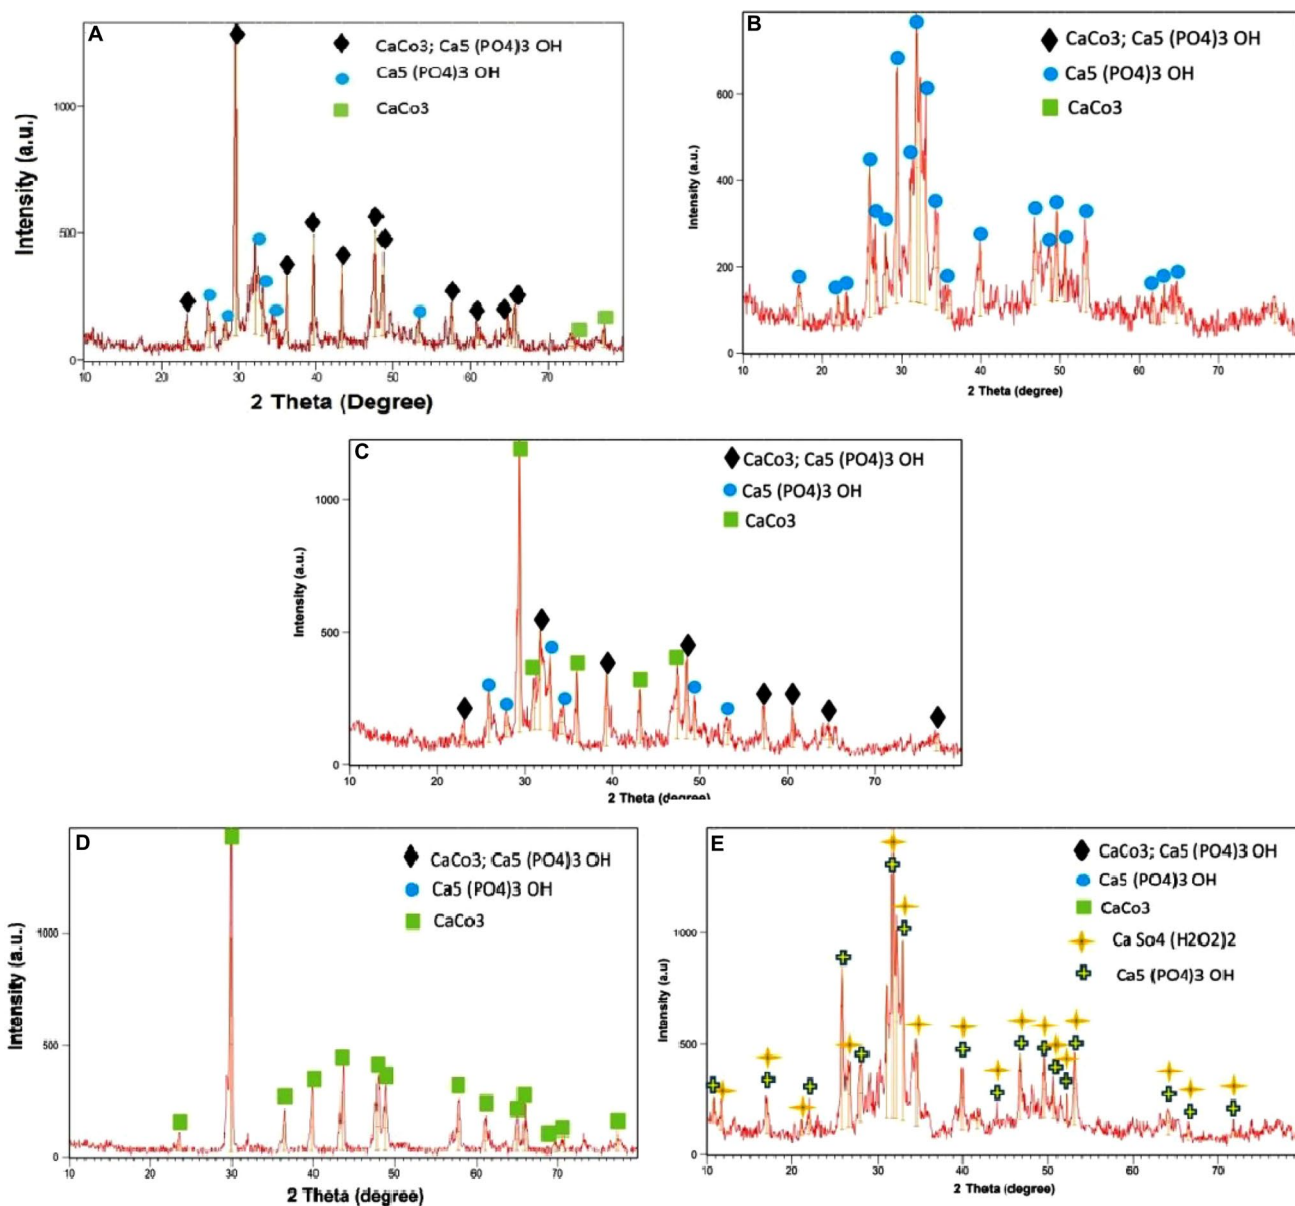 A
CaCo3; Ca5 (PO4)3 OH
Ca5 (PO4)3 OH
CaCo3
1000
500
0
Intensity (a.u.)
10 20 30 40 50 60 70
2 Theta (Degree)
B
CaCo3; Ca5 (PO4)3 OH
Ca5 (PO4)3 OH
CaCo3
600
400
200
0
Intensity (a.u.)
10 20 30 40 50 60 70
2 Theta (degree)
C
CaCo3; Ca5 (PO4)3 OH
Ca5 (PO4)3 OH
CaCo3
1000
500
0
Intensity (a.u.)
10 20 30 40 50 60 70
2 Theta (degree)
D
CaCo3; Ca5 (PO4)3 OH
Ca5 (PO4)3 OH
CaCo3
1000
500
0
Intensity (a.u.)
10 20 30 40 50 60 70
2 Theta (degree)
E
CaCo3; Ca5 (PO4)3 OH
Ca5 (PO4)3 OH
CaCo3
Ca So4 (H2O2)2
Ca5 (PO4)3 OH
1000
500
0
Intensity (a.u)
10 20 30 40 50 60 70
2 Theta (degree)